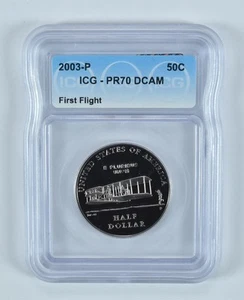 2003-P 50C
ICG - PR70 DCAM
First Flight
UNITED STATES OF AMERICA
E PLURIBUS
UNUM
HALF
DOLLAR